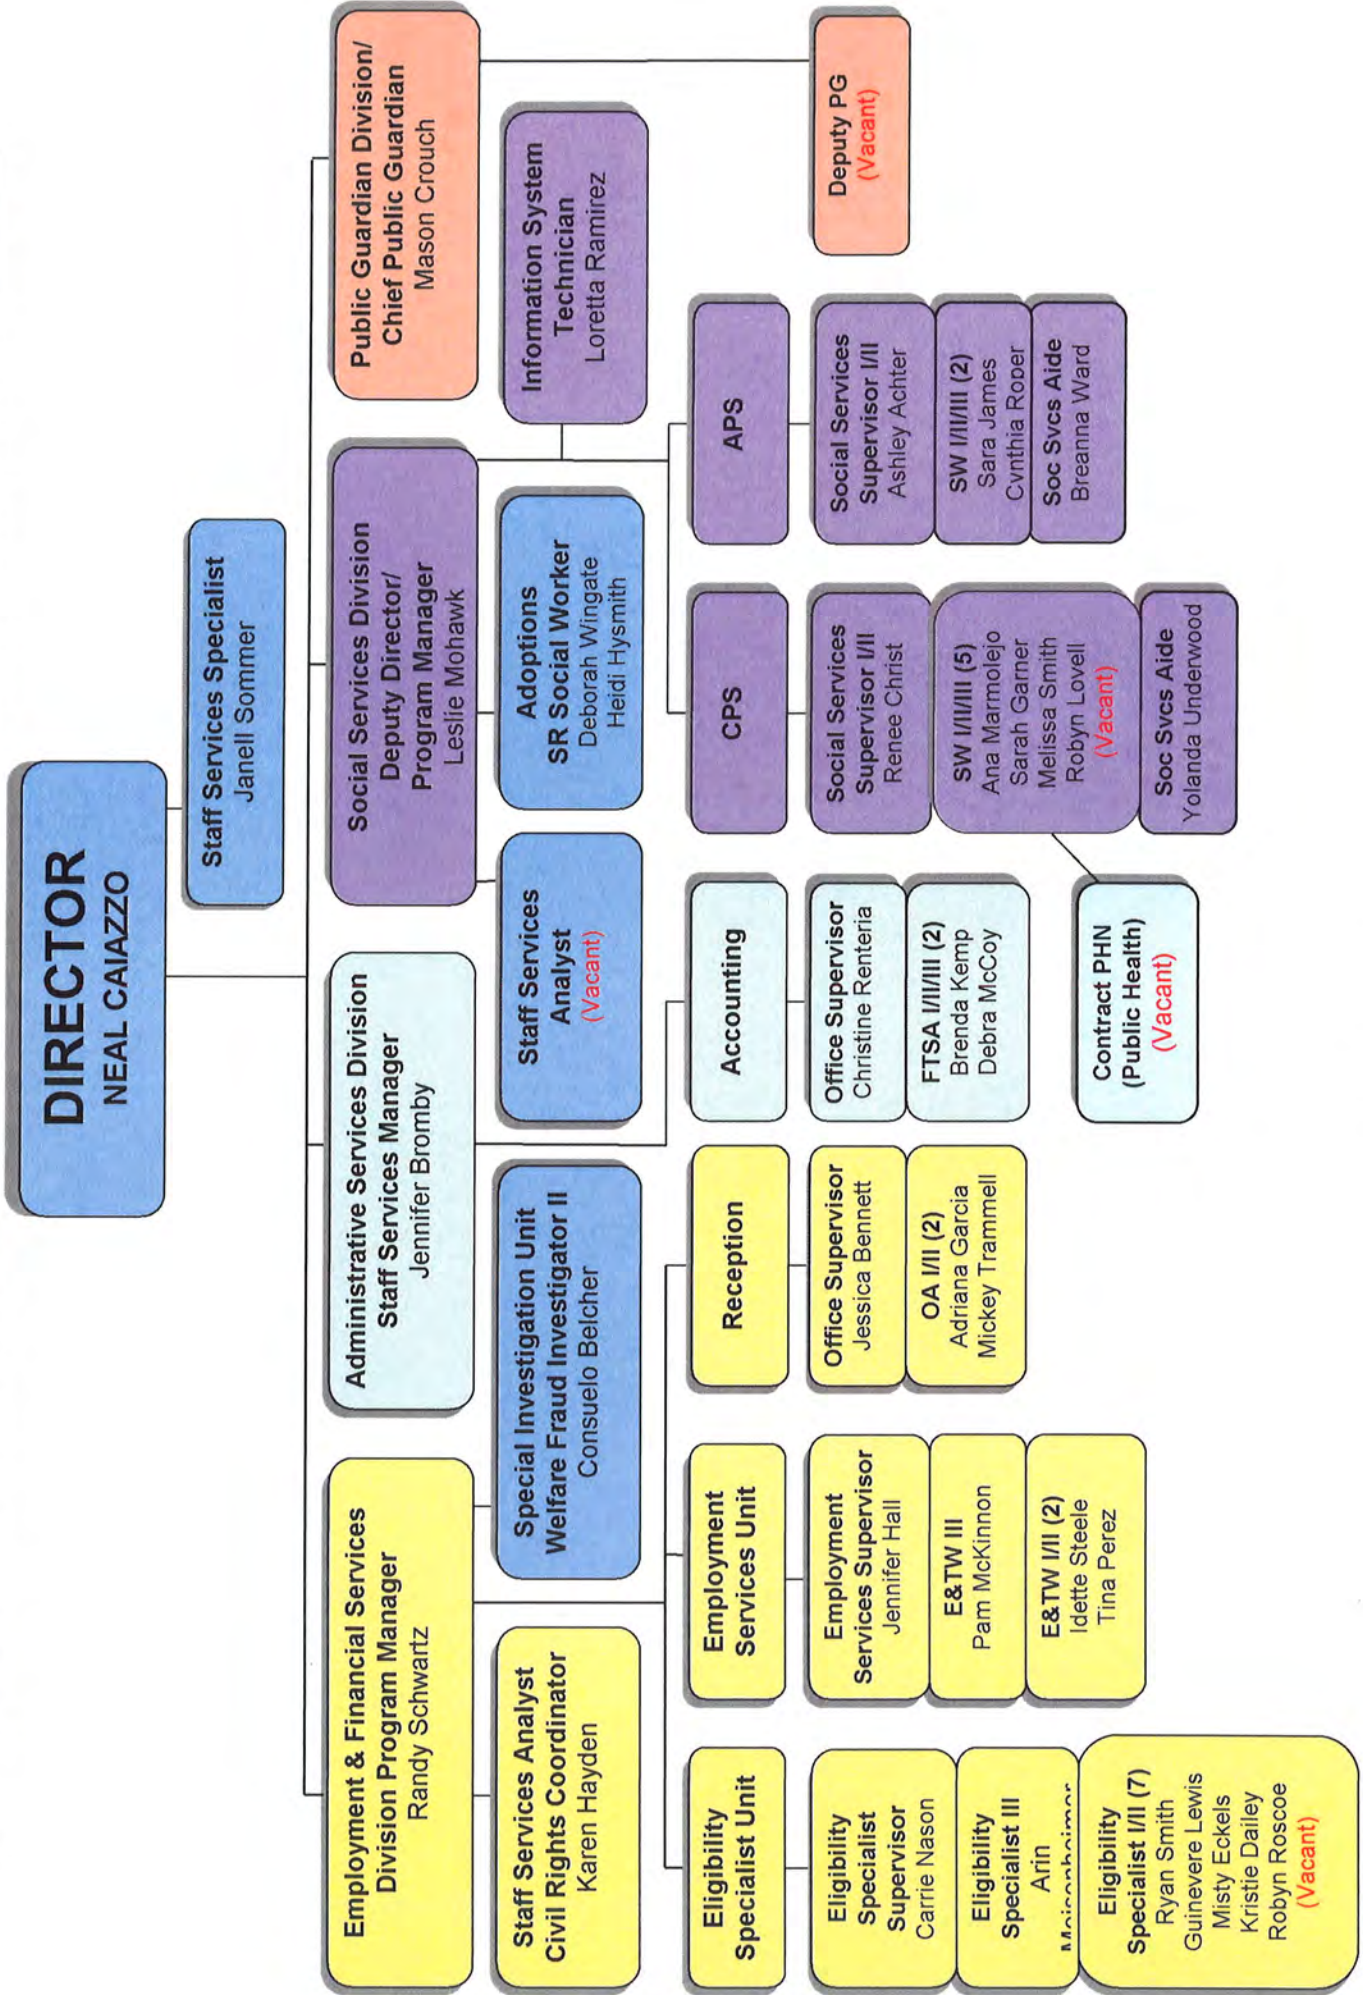 DIRECTOR
NEAL CAIAZZO
Staff Services Specialist
Janell Sommer
Employment & Financial Services
Division Program Manager
Randy Schwartz
Administrative Services Division
Staff Services Manager
Jennifer Bromby
Social Services Division
Deputy Director/
Program Manager
Leslie Mohawk
Public Guardian Division/
Chief Public Guardian
Mason Crouch
Staff Services Analyst
Civil Rights Coordinator
Karen Hayden
Special Investigation Unit
Welfare Fraud Investigator II
Consuelo Belcher
Staff Services
Analyst
(Vacant)
Adoptions
SR Social Worker
Deborah Wingate
Heidi Hysmith
Information System
Technician
Loretta Ramirez
Eligibility
Specialist Unit
Employment
Services Unit
Reception
Accounting
CPS
APS
Eligibility
Specialist
Supervisor
Carrie Nason
Eligibility
Specialist III
Arin
Eligibility
Specialist I/II (7)
Ryan Smith
Guinevere Lewis
Misty Eckels
Kristie Dailey
Robyn Roscoe
(Vacant)
Employment
Services Supervisor
Jennifer Hall
E&TW III
Pam McKinnon
E&TW I/II (2)
Idette Steele
Tina Perez
Office Supervisor
Jessica Bennett
OA I/II (2)
Adriana Garcia
Mickey Trammell
Office Supervisor
Christine Renteria
FTSA I/II/III (2)
Brenda Kemp
Debra McCoy
Contract PHN
(Public Health)
(Vacant)
Social Services
Supervisor I/II
Renee Christ
SW I/II/III (5)
Ana Marmolejo
Sarah Garner
Melissa Smith
Robyn Lovell
(Vacant)
Soc Svcs Aide
Yolanda Underwood
Social Services
Supervisor I/II
Ashley Achter
SW I/II/III (2)
Sara James
Cvnthia Roper
Soc Svcs Aide
Breanna Ward
Deputy PG
(Vacant)